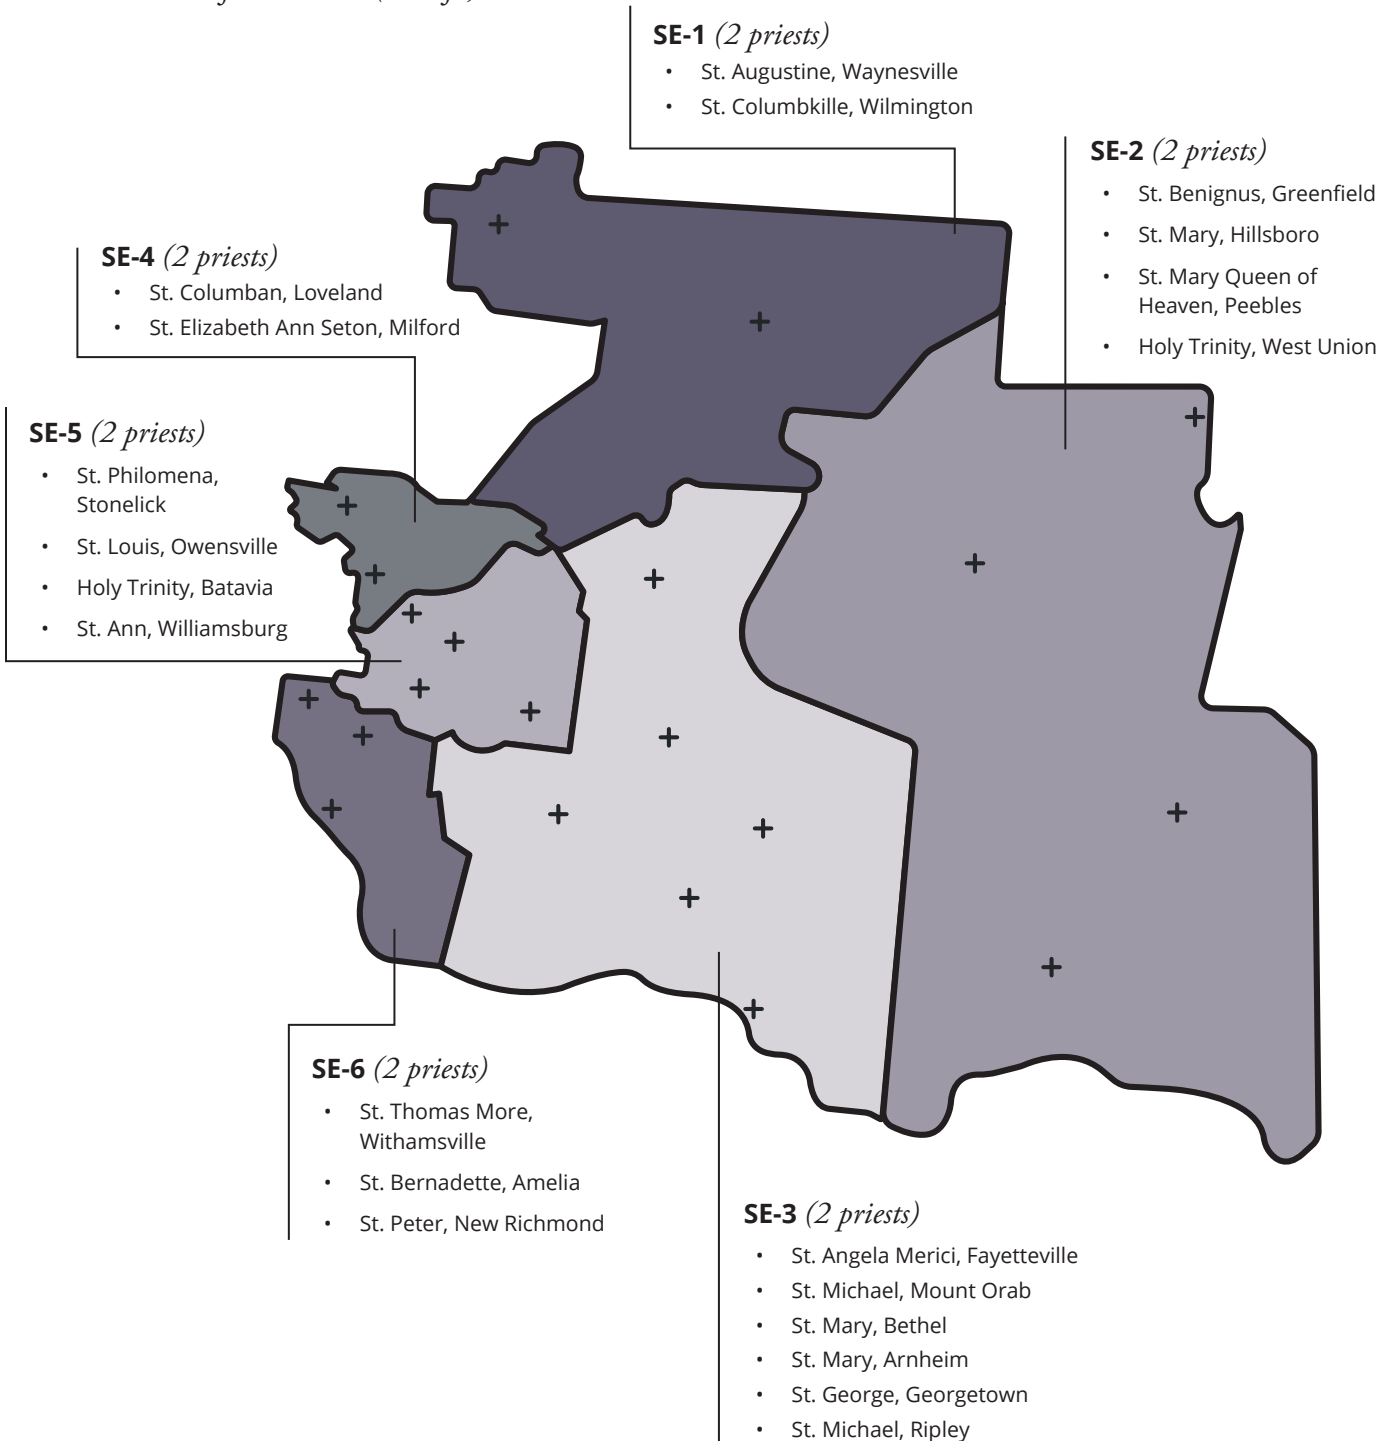 SE-1 (2 priests)
• St. Augustine, Waynesville
• St. Columbkille, Wilmington
SE-2 (2 priests)
• St. Benignus, Greenfield
• St. Mary, Hillsboro
• St. Mary Queen of
Heaven, Peebles
• Holy Trinity, West Union
SE-4 (2 priests)
• St. Columban, Loveland
• St. Elizabeth Ann Seton, Milford
SE-5 (2 priests)
• St. Philomena,
Stonelick
• St. Louis, Owensville
• Holy Trinity, Batavia
• St. Ann, Williamsburg
SE-6 (2 priests)
• St. Thomas More,
Withamsville
• St. Bernadette, Amelia
• St. Peter, New Richmond
SE-3 (2 priests)
• St. Angela Merici, Fayetteville
• St. Michael, Mount Orab
• St. Mary, Bethel
• St. Mary, Arnheim
• St. George, Georgetown
• St. Michael, Ripley